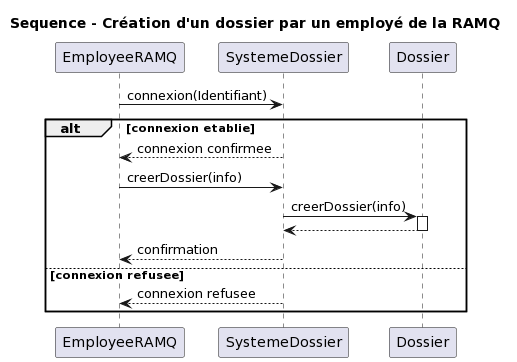 Sequence - Création d'un dossier par un employé de la RAMQ
EmployeeRAMQ SystemeDossier Dossier
connexion(Identifiant)
alt [connexion etablie]
connexion confirmee
creerDossier(info)
creerDossier(info)
confirmation
[connexion refusee]
connexion refusee
EmployeeRAMQ SystemeDossier Dossier